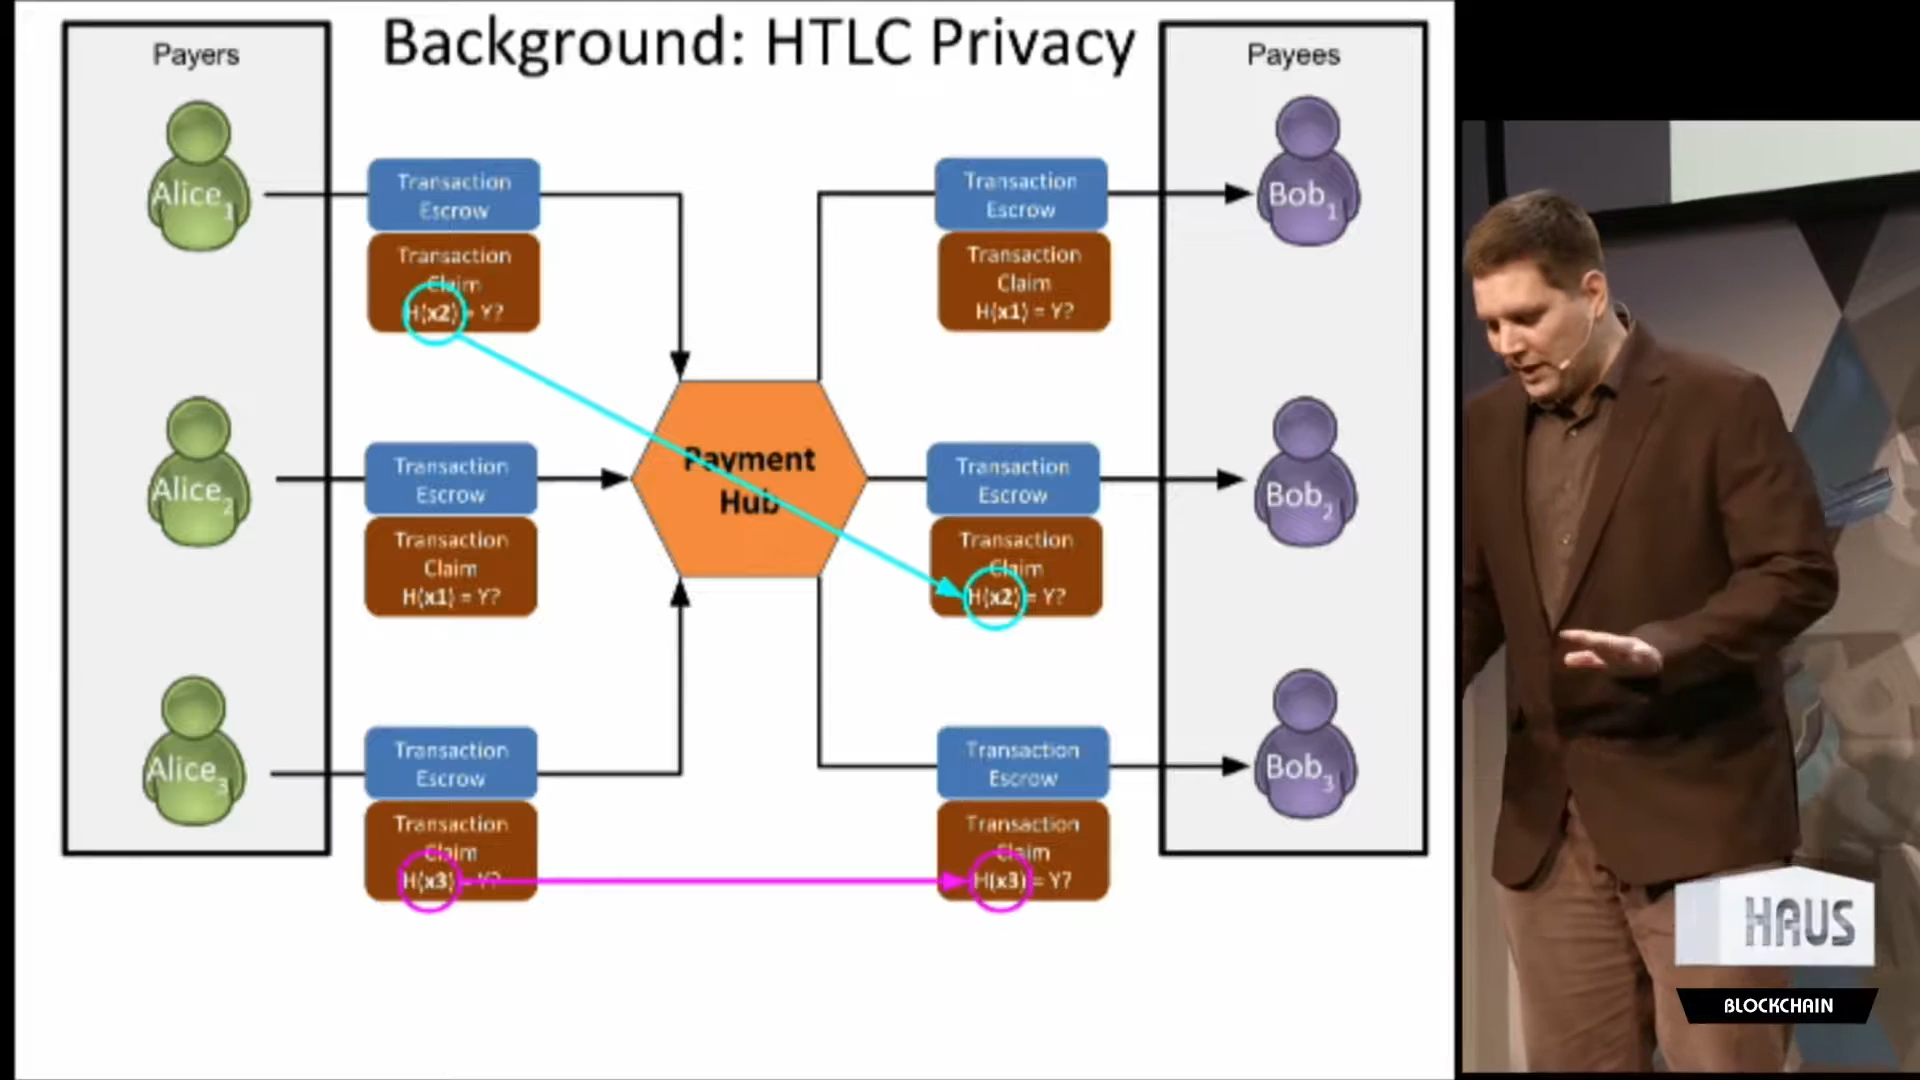 Background: HTLC Privacy
Payers
Payees
Alice1
Transaction
Escrow
Transaction
Claim
H(x2) = Y?
Transaction
Escrow
Transaction
Claim
H(x1) = Y?
Bob1
Alice2
Transaction
Escrow
Transaction
Claim
H(x1) = Y?
Payment
Hub
Transaction
Escrow
Transaction
Claim
H(x2) = Y?
Bob2
Alice3
Transaction
Escrow
Transaction
Claim
H(x3) = Y?
Transaction
Escrow
Transaction
Claim
H(x3) = Y?
Bob3
HAUS
BLOCKCHAIN